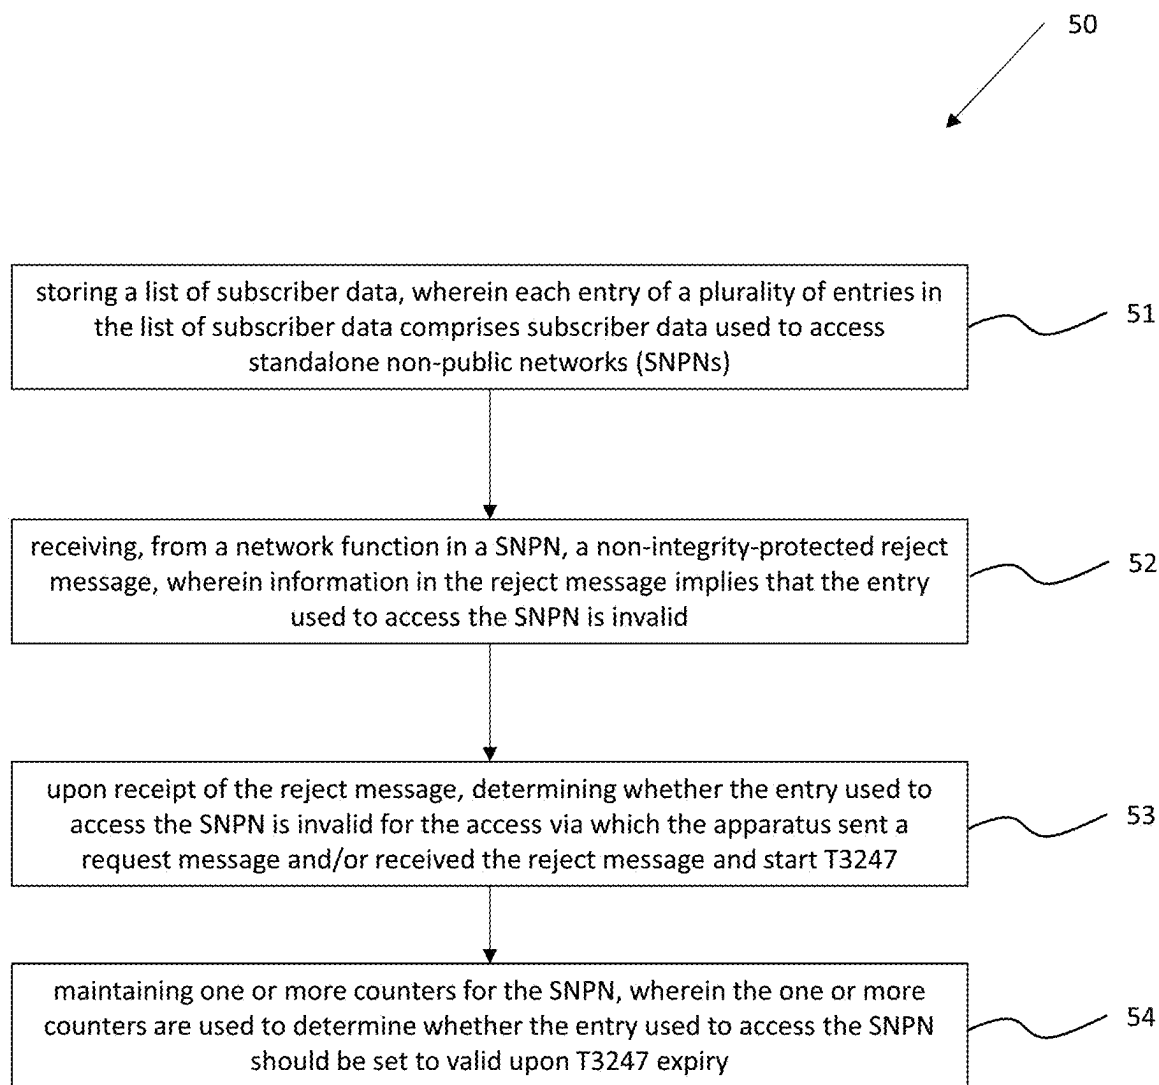 50
storing a list of subscriber data, wherein each entry of a plurality of entries in
the list of subscriber data comprises subscriber data used to access
standalone non-public networks (SNPNs)
51
receiving, from a network function in a SNPN, a non-integrity-protected reject
message, wherein information in the reject message implies that the entry
used to access the SNPN is invalid
52
upon receipt of the reject message, determining whether the entry used to
access the SNPN is invalid for the access via which the apparatus sent a
request message and/or received the reject message and start T3247
53
maintaining one or more counters for the SNPN, wherein the one or more
counters are used to determine whether the entry used to access the SNPN
should be set to valid upon T3247 expiry
54